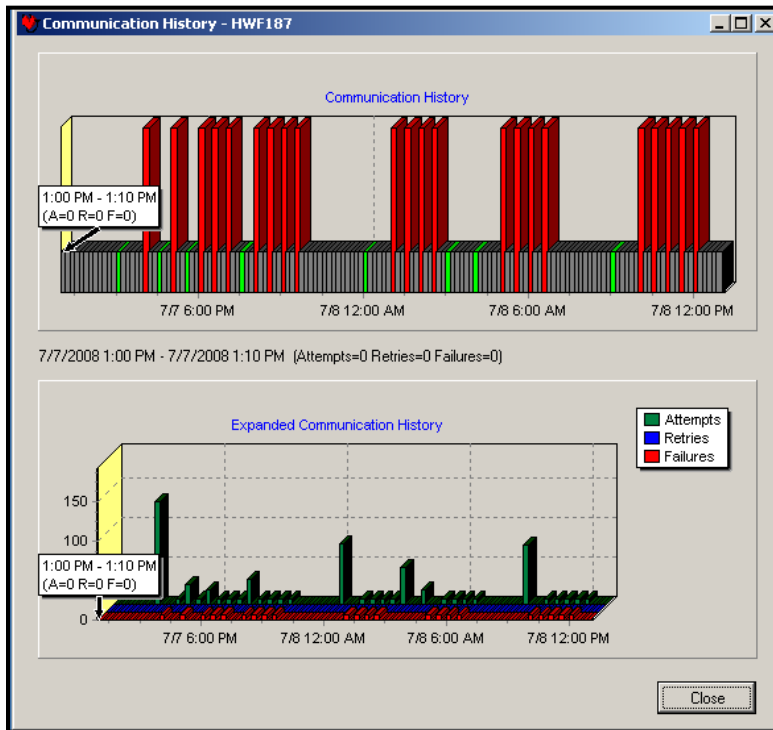 Communication History - HWF187
Communication History
1:00 PM - 1:10 PM
(A=0 R=0 F=0)
7/7 6:00 PM 7/8 12:00 AM 7/8 6:00 AM 7/8 12:00 PM
7/7/2008 1:00 PM - 7/7/2008 1:10 PM (Attempts=0 Retries=0 Failures=0)
Expanded Communication History
Attempts
Retries
Failures
150
100
1:00 PM - 1:10 PM
(A=0 R=0 F=0)
0
7/7 6:00 PM 7/8 12:00 AM 7/8 6:00 AM 7/8 12:00 PM
Close